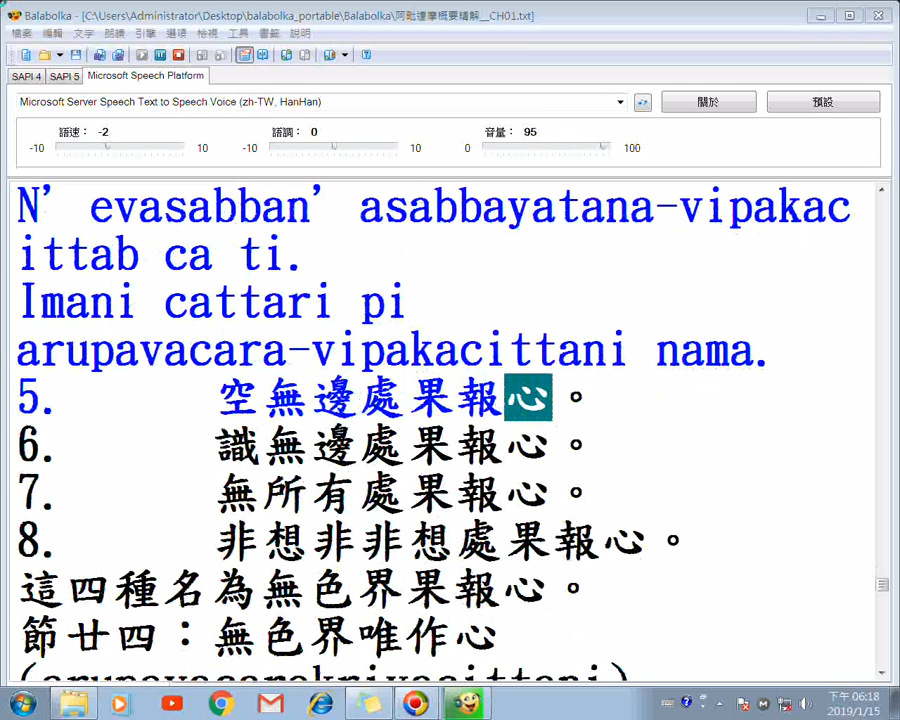 Balabolka - [C:\Users\Administrator\Desktop\balabolka_portable\Balabolka\阿毗達摩概要精解__CH01.txt]
檔案 編輯 文字 朗讀 引擎 選項 檢視 工具 書籤 說明
SAPI 4 SAPI 5 Microsoft Speech Platform
Microsoft Server Speech Text to Speech Voice (zh-TW, HanHan) 關於 預設
語速： -2 語調： 0 音量： 95
-10 10 -10 10 0 100
N’ evasabban’ asabbayatana-vipakac
ittab ca ti.
Imani cattari pi
arupavacara-vipakacittani nama.
5. 空無邊處果報心。
6. 識無邊處果報心。
7. 無所有處果報心。
8. 非想非非想處果報心。
這四種名為無色界果報心。
節廿四：無色界唯作心
(arupavacarakriyacittani)
下午 06:18
2019/1/15